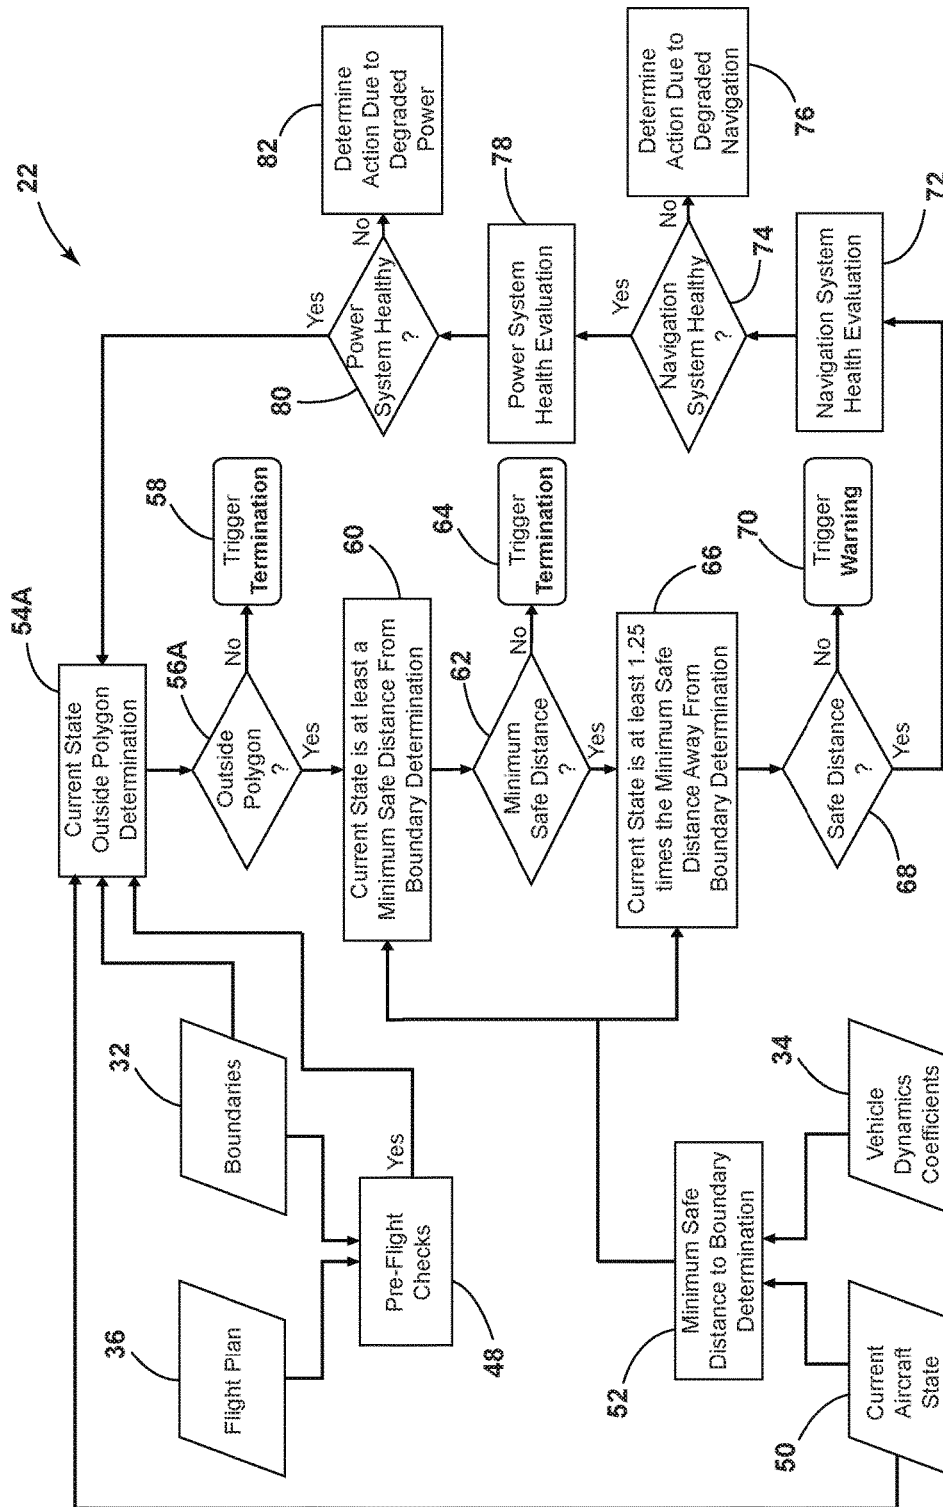 22
36
Flight Plan
32
Boundaries
Pre-Flight
Checks
48
Yes
50
Current
Aircraft
State
34
Vehicle
Dynamics
Coefficients
52
Minimum Safe
Distance to Boundary
Determination
54A
Current State
Outside Polygon
Determination
56A
Outside
Polygon
?
No
Yes
58
Trigger
Termination
60
Current State is at least a
Minimum Safe Distance From
Boundary Determination
62
Minimum
Safe Distance
?
No
Yes
64
Trigger
Termination
66
Current State is at least 1.25
times the Minimum Safe
Distance Away From
Boundary Determination
68
Safe Distance
?
No
Yes
70
Trigger
Warning
72
Navigation System
Health Evaluation
74
Navigation
System Healthy
?
No
Yes
76
Determine
Action Due to
Degraded
Navigation
78
Power System
Health Evaluation
80
Power
System Healthy
?
No
Yes
82
Determine
Action Due to
Degraded
Power